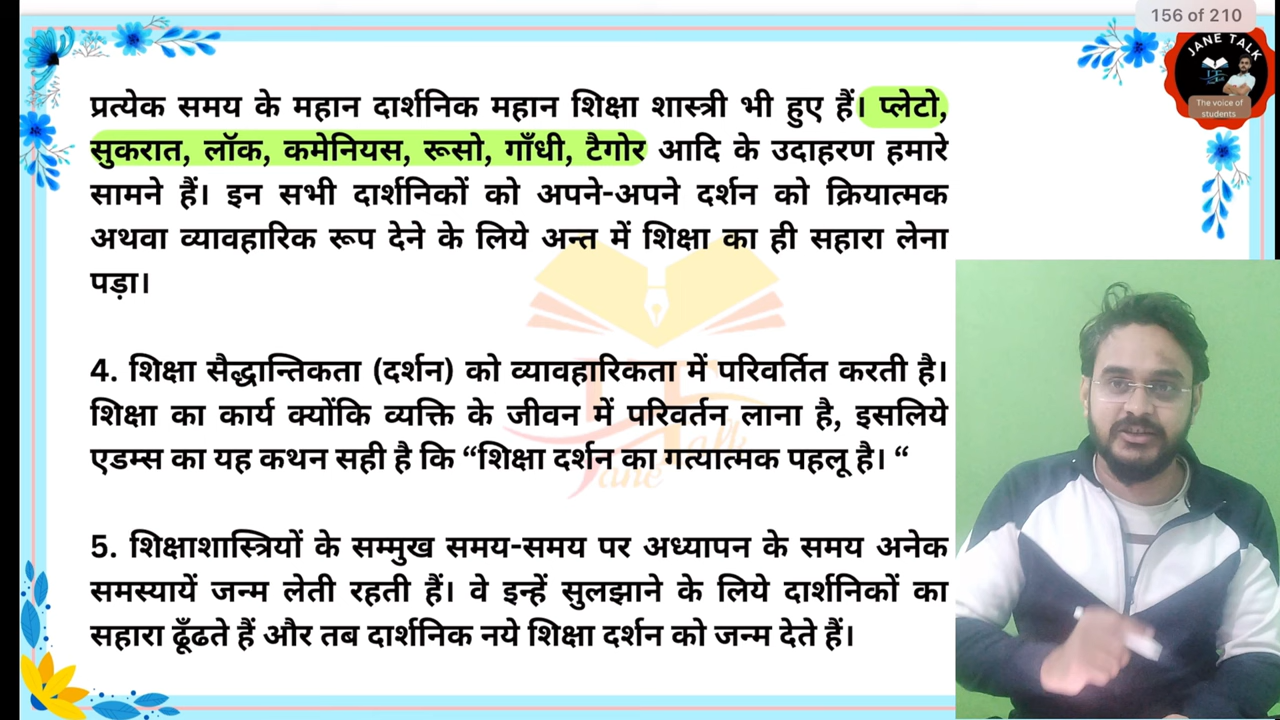 156 of 210
JANE TALK
The voice of
students
प्रत्येक समय के महान दार्शनिक महान शिक्षा शास्त्री भी हुए हैं। प्लेटो,
सुकरात, लॉक, कमेनियस, रूसो, गाँधी, टैगोर आदि के उदाहरण हमारे
सामने हैं। इन सभी दार्शनिकों को अपने-अपने दर्शन को क्रियात्मक
अथवा व्यावहारिक रूप देने के लिये अन्त में शिक्षा का ही सहारा लेना
पड़ा।
4. शिक्षा सैद्धान्तिकता (दर्शन) को व्यावहारिकता में परिवर्तित करती है।
शिक्षा का कार्य क्योंकि व्यक्ति के जीवन में परिवर्तन लाना है, इसलिये
एडम्स का यह कथन सही है कि “शिक्षा दर्शन का गत्यात्मक पहलू है। “
5. शिक्षाशास्त्रियों के सम्मुख समय-समय पर अध्यापन के समय अनेक
समस्यायें जन्म लेती रहती हैं। वे इन्हें सुलझाने के लिये दार्शनिकों का
सहारा ढूँढते हैं और तब दार्शनिक नये शिक्षा दर्शन को जन्म देते हैं।